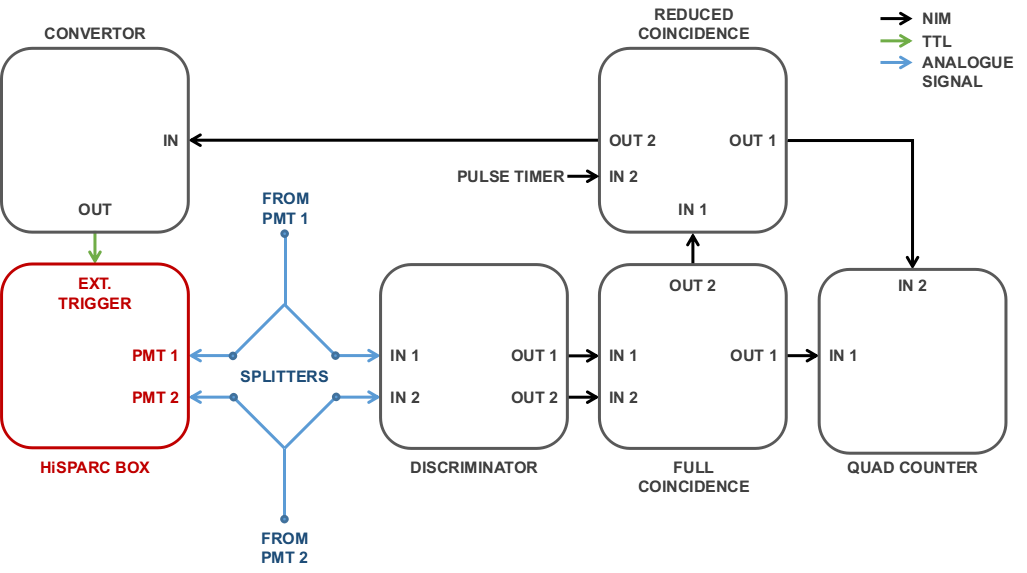 CONVERTOR
IN
OUT
REDUCED
COINCIDENCE
OUT 2
OUT 1
PULSE TIMER
IN 2
IN 1
NIM
TTL
ANALOGUE
SIGNAL
FROM
PMT 1
EXT.
TRIGGER
PMT 1
PMT 2
HiSPARC BOX
SPLITTERS
FROM
PMT 2
IN 1
OUT 1
IN 2
OUT 2
DISCRIMINATOR
OUT 2
IN 1
OUT 1
IN 2
FULL
COINCIDENCE
IN 2
IN 1
QUAD COUNTER